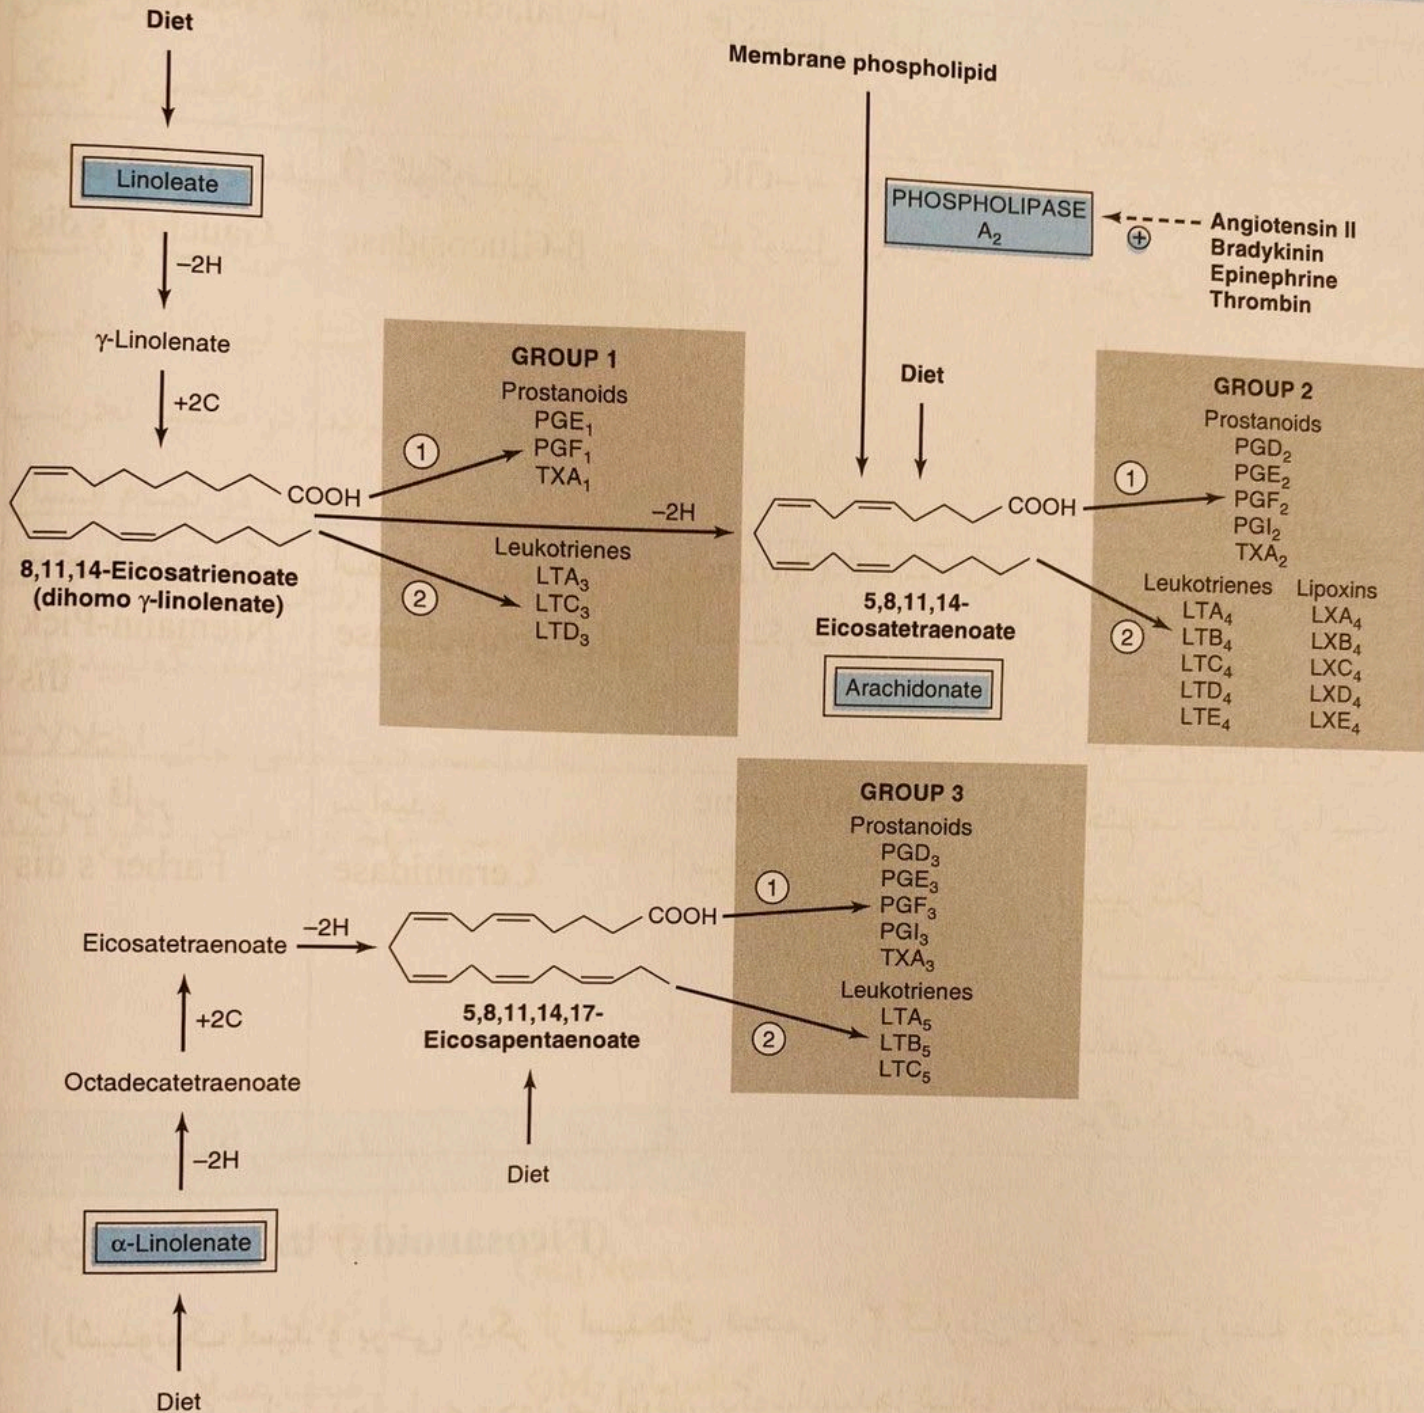 Diet
Linoleate
–2H
γ-Linolenate
+2C
COOH
8,11,14-Eicosatrienoate
(dihomo γ-linolenate)
1
2
GROUP 1
Prostanoids
PGE₁
PGF₁
TXA₁
–2H
Leukotrienes
LTA₃
LTC₃
LTD₃
Membrane phospholipid
PHOSPHOLIPASE
A₂
+
Angiotensin II
Bradykinin
Epinephrine
Thrombin
Diet
COOH
5,8,11,14-
Eicosatetraenoate
Arachidonate
1
2
GROUP 2
Prostanoids
PGD₂
PGE₂
PGF₂
PGI₂
TXA₂
Leukotrienes Lipoxins
LTA₄ LXA₄
LTB₄ LXB₄
LTC₄ LXC₄
LTD₄ LXD₄
LTE₄ LXE₄
GROUP 3
Prostanoids
PGD₃
PGE₃
PGF₃
PGI₃
TXA₃
Leukotrienes
LTA₅
LTB₅
LTC₅
1
2
Eicosatetraenoate
–2H
COOH
5,8,11,14,17-
Eicosapentaenoate
Diet
+2C
Octadecatetraenoate
–2H
α-Linolenate
Diet